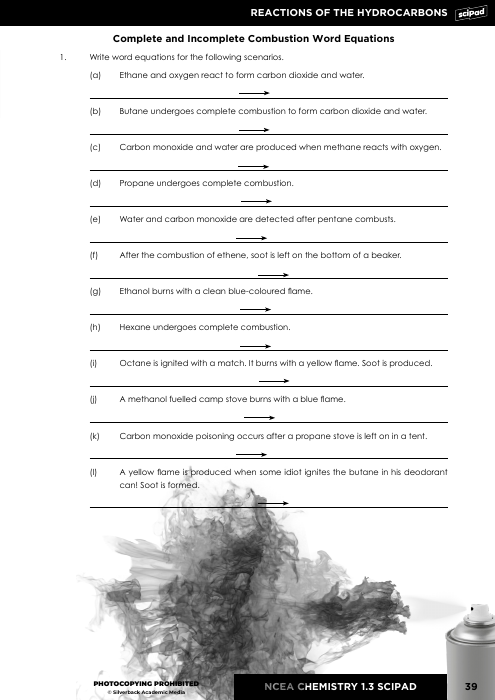 REACTIONS OF THE HYDROCARBONS scipad
Complete and Incomplete Combustion Word Equations
1. Write word equations for the following scenarios.
(a) Ethane and oxygen react to form carbon dioxide and water.
(b) Butane undergoes complete combustion to form carbon dioxide and water.
(c) Carbon monoxide and water are produced when methane reacts with oxygen.
(d) Propane undergoes complete combustion.
(e) Water and carbon monoxide are detected after pentane combusts.
(f) After the combustion of ethene, soot is left on the bottom of a beaker.
(g) Ethanol burns with a clean blue-coloured flame.
(h) Hexane undergoes complete combustion.
(i) Octane is ignited with a match. It burns with a yellow flame. Soot is produced.
(j) A methanol fuelled camp stove burns with a blue flame.
(k) Carbon monoxide poisoning occurs after a propane stove is left on in a tent.
(l) A yellow flame is produced when some idiot ignites the butane in his deodorant
can! Soot is formed.
PHOTOCOPYING PROHIBITED
© Silverback Academic Media
NCEA CHEMISTRY 1.3 SCIPAD 39